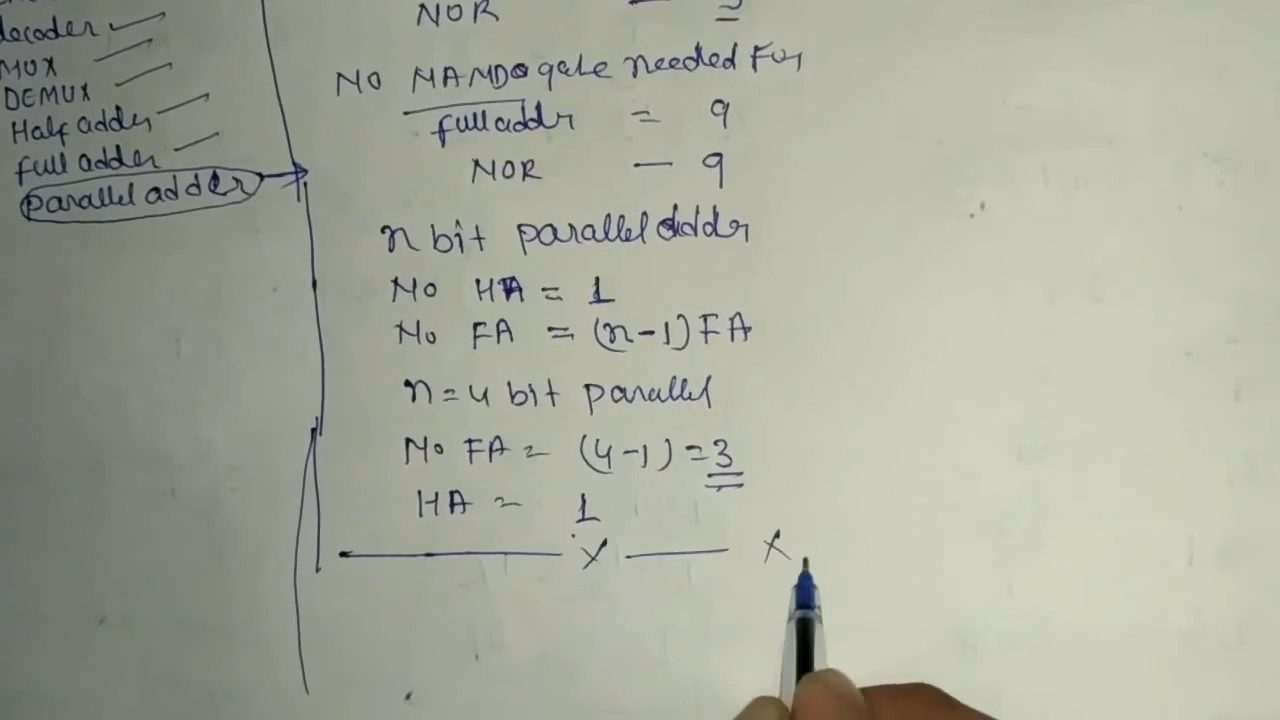 decoder
MUX
DEMUX
Half adder
full adder
parallel adder
NOR — 5
NO NAND gate needed For
full addr = 9
NOR — 9
n bit parallel adder
No HA = 1
No FA = (n-1) FA
n = 4 bit parallel
No FA = (4-1) = 3
HA = 1
x x